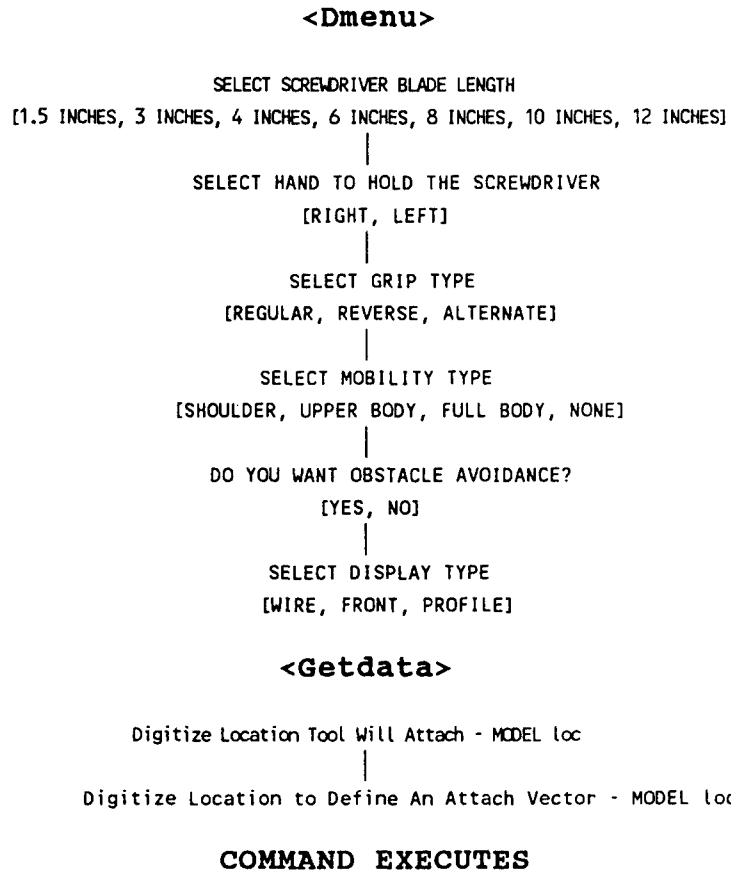 <Dmenu>
SELECT SCREWDRIVER BLADE LENGTH
[1.5 INCHES, 3 INCHES, 4 INCHES, 6 INCHES, 8 INCHES, 10 INCHES, 12 INCHES]
SELECT HAND TO HOLD THE SCREWDRIVER
[RIGHT, LEFT]
SELECT GRIP TYPE
[REGULAR, REVERSE, ALTERNATE]
SELECT MOBILITY TYPE
[SHOULDER, UPPER BODY, FULL BODY, NONE]
DO YOU WANT OBSTACLE AVOIDANCE?
[YES, NO]
SELECT DISPLAY TYPE
[WIRE, FRONT, PROFILE]
<Getdata>
Digitize Location Tool Will Attach - MODEL loc
Digitize Location to Define An Attach Vector - MODEL loc
COMMAND EXECUTES